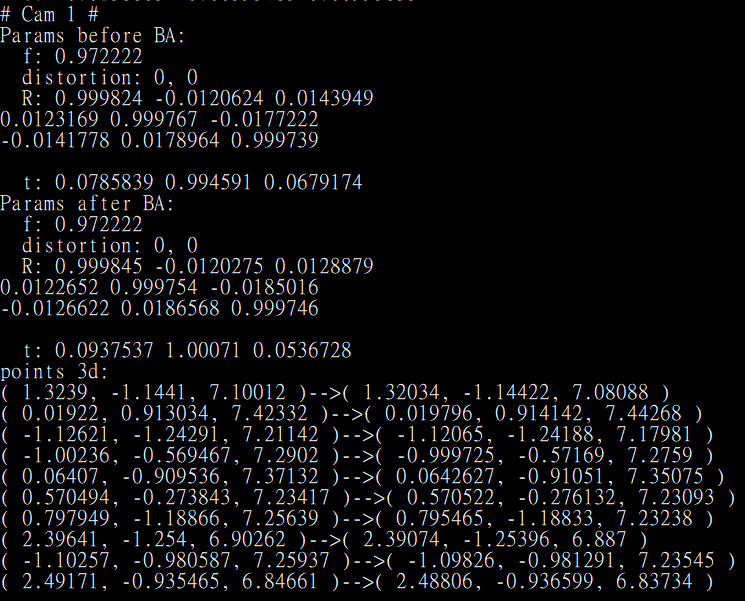 # Cam 1 #
Params before BA:
f: 0.972222
distortion: 0, 0
R: 0.999824 -0.0120624 0.0143949
0.0123169 0.999767 -0.0177222
-0.0141778 0.0178964 0.999739
t: 0.0785839 0.994591 0.0679174
Params after BA:
f: 0.972222
distortion: 0, 0
R: 0.999845 -0.0120275 0.0128879
0.0122652 0.999754 -0.0185016
-0.0126622 0.0186568 0.999746
t: 0.0937537 1.00071 0.0536728
points 3d:
( 1.3239, -1.1441, 7.10012 )-->( 1.32034, -1.14422, 7.08088 )
( 0.01922, 0.913034, 7.42332 )-->( 0.019796, 0.914142, 7.44268 )
( -1.12621, -1.24291, 7.21142 )-->( -1.12065, -1.24188, 7.17981 )
( -1.00236, -0.569467, 7.2902 )-->( -0.999725, -0.57169, 7.2759 )
( 0.06407, -0.909536, 7.37132 )-->( 0.0642627, -0.91051, 7.35075 )
( 0.570494, -0.273843, 7.23417 )-->( 0.570522, -0.276132, 7.23093 )
( 0.797949, -1.18866, 7.25639 )-->( 0.795465, -1.18833, 7.23238 )
( 2.39641, -1.254, 6.90262 )-->( 2.39074, -1.25396, 6.887 )
( -1.10257, -0.980587, 7.25937 )-->( -1.09826, -0.981291, 7.23545 )
( 2.49171, -0.935465, 6.84661 )-->( 2.48806, -0.936599, 6.83734 )